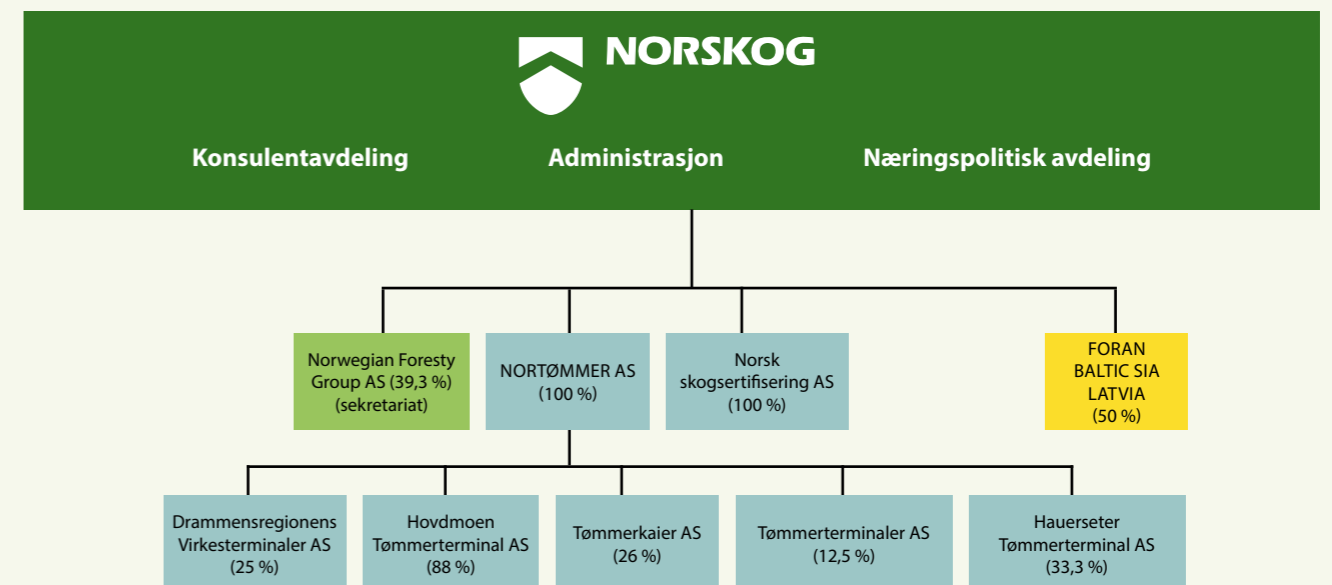 NORSKOG
Konsulentavdeling
Administrasjon
Næringspolitisk avdeling
Norwegian Foresty
Group AS (39,3 %)
(sekretariat)
NORTØMMER AS
(100 %)
Norsk
skogsertifisering AS
(100 %)
FORAN
BALTIC SIA
LATVIA
(50 %)
Drammensregionens
Virkesterminaler AS
(25 %)
Hovdmoen
Tømmerterminal AS
(88 %)
Tømmerkaier AS
(26 %)
Tømmerterminaler AS
(12,5 %)
Hauerseter
Tømmerterminal AS
(33,3 %)